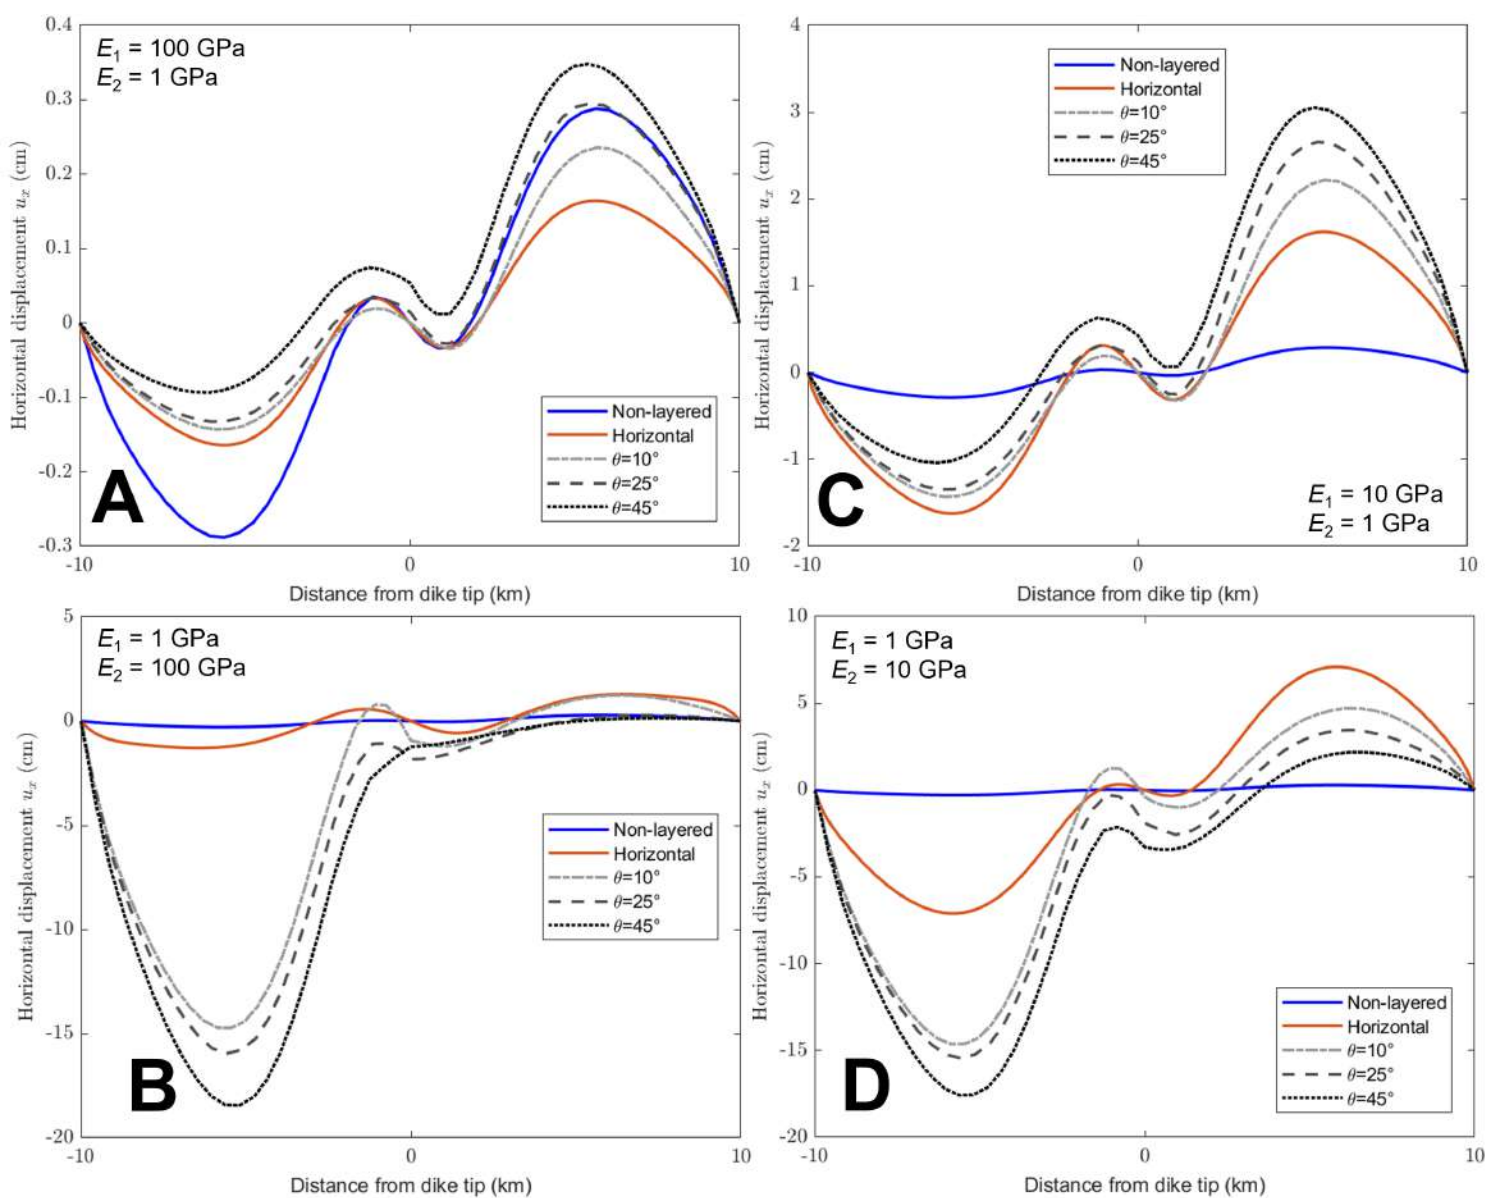 0.4
0.3
0.2
0.1
0
-0.1
-0.2
-0.3
-10
0
10
Horizontal displacement uₓ (cm)
Distance from dike tip (km)
E₁ = 100 GPa
E₂ = 1 GPa
Non-layered
Horizontal
θ=10°
θ=25°
θ=45°
A
4
3
2
1
0
-1
-2
-10
0
10
Horizontal displacement uₓ (cm)
Distance from dike tip (km)
Non-layered
Horizontal
θ=10°
θ=25°
θ=45°
C
E₁ = 10 GPa
E₂ = 1 GPa
5
0
-5
-10
-15
-20
-10
0
10
Horizontal displacement uₓ (cm)
Distance from dike tip (km)
E₁ = 1 GPa
E₂ = 100 GPa
Non-layered
Horizontal
θ=10°
θ=25°
θ=45°
B
10
5
0
-5
-10
-15
-20
-10
0
10
Horizontal displacement uₓ (cm)
Distance from dike tip (km)
E₁ = 1 GPa
E₂ = 10 GPa
Non-layered
Horizontal
θ=10°
θ=25°
θ=45°
D